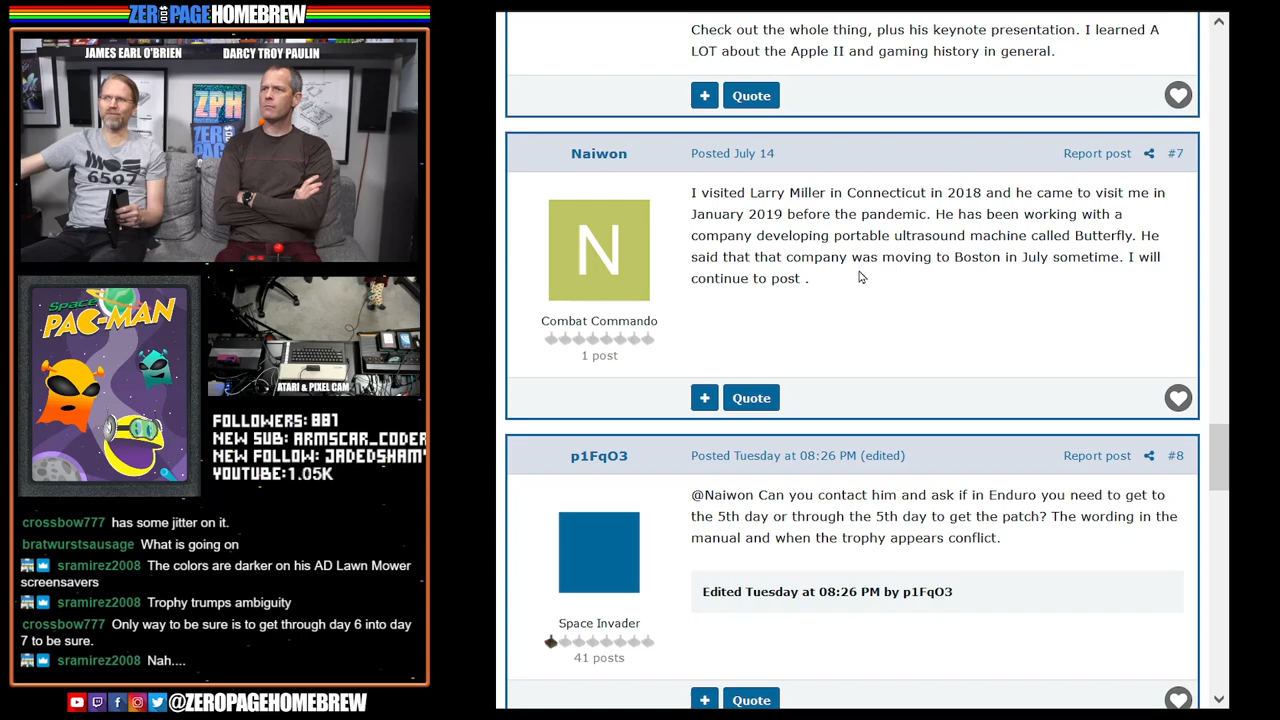 ZEROPAGE HOMEBREW
JAMES EARL O'BRIEN
DARCY TROY PAULIN
ZPH
6507
Space
PAC-MAN
ATARI & PIXEL CAM
FOLLOWERS: 881
NEW SUB: ARMSCAR_CODER
NEW FOLLOW: JADEDSHAM
YOUTUBE:1.05K
crossbow777 has some jitter on it.
bratwurstsausage What is going on
sramirez2008 The colors are darker on his AD Lawn Mower
screensavers
sramirez2008 Trophy trumps ambiguity
crossbow777 Only way to be sure is to get through day 6 into day
7 to be sure.
sramirez2008 Nah....
@ZEROPAGEHOMEBREW
Check out the whole thing, plus his keynote presentation. I learned A
LOT about the Apple II and gaming history in general.
+ Quote
Naiwon
Posted July 14
Report post #7
N
Combat Commando
1 post
I visited Larry Miller in Connecticut in 2018 and he came to visit me in
January 2019 before the pandemic. He has been working with a
company developing portable ultrasound machine called Butterfly. He
said that that company was moving to Boston in July sometime. I will
continue to post .
+ Quote
p1FqO3
Posted Tuesday at 08:26 PM (edited)
Report post #8
Space Invader
41 posts
@Naiwon Can you contact him and ask if in Enduro you need to get to
the 5th day or through the 5th day to get the patch? The wording in the
manual and when the trophy appears conflict.
Edited Tuesday at 08:26 PM by p1FqO3
+ Quote